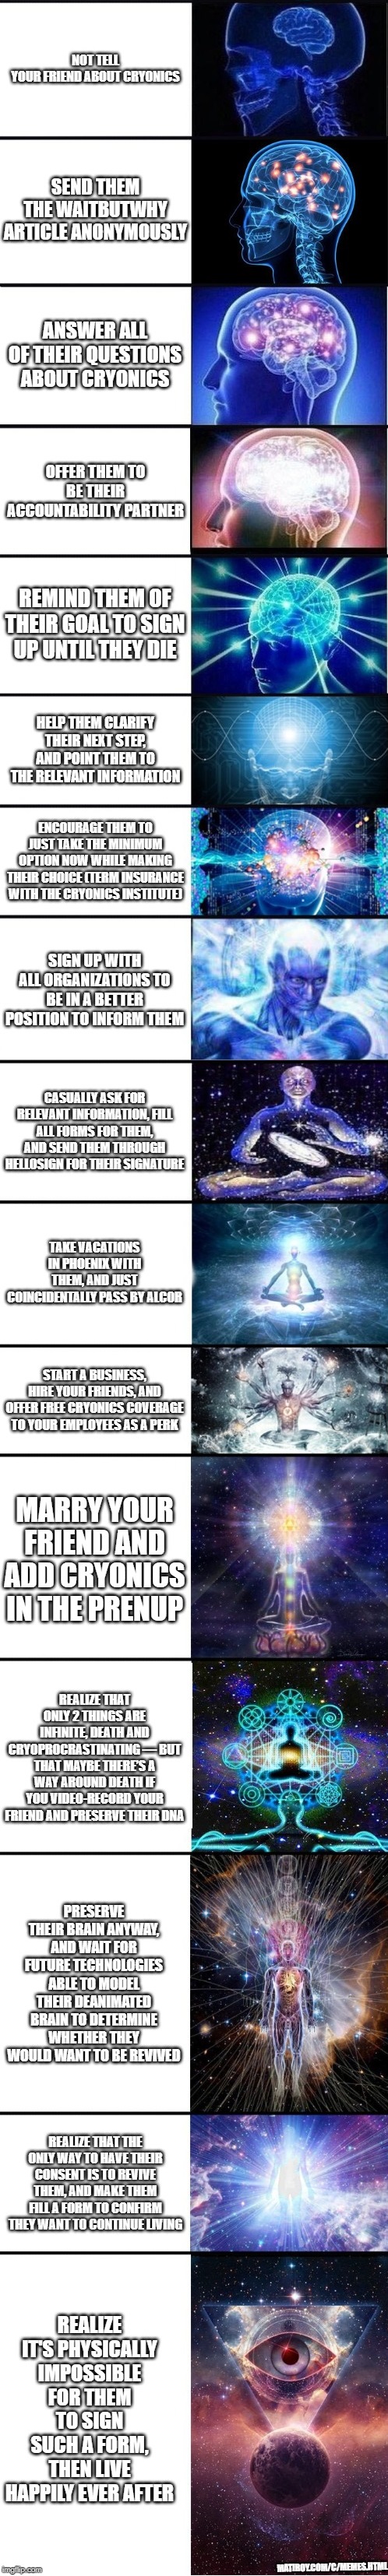 NOT TELL
YOUR FRIEND ABOUT CRYONICS
SEND THEM
THE WAITBUTWHY
ARTICLE ANONYMOUSLY
ANSWER ALL
OF THEIR QUESTIONS
ABOUT CRYONICS
OFFER THEM TO
BE THEIR
ACCOUNTABILITY PARTNER
REMIND THEM OF
THEIR GOAL TO SIGN
UP UNTIL THEY DIE
HELP THEM CLARIFY
THEIR NEXT STEP,
AND POINT THEM TO
THE RELEVANT INFORMATION
ENCOURAGE THEM TO
JUST TAKE THE MINIMUM
OPTION NOW WHILE MAKING
THEIR CHOICE (TERM INSURANCE
WITH THE CRYONICS INSTITUTE)
SIGN UP WITH
ALL ORGANIZATIONS TO
BE IN A BETTER
POSITION TO INFORM THEM
CASUALLY ASK FOR
RELEVANT INFORMATION, FILL
ALL FORMS FOR THEM,
AND SEND THEM THROUGH
HELLOSIGN FOR THEIR SIGNATURE
TAKE VACATIONS
IN PHOENIX WITH
THEM, AND JUST
COINCIDENTALLY PASS BY ALCOR
START A BUSINESS,
HIRE YOUR FRIENDS, AND
OFFER FREE CRYONICS COVERAGE
TO YOUR EMPLOYEES AS A PERK
MARRY YOUR
FRIEND AND
ADD CRYONICS
IN THE PRENUP
REALIZE THAT
ONLY 2 THINGS ARE
INFINITE, DEATH AND
CRYOPROCRASTINATING — BUT
THAT MAYBE THERE'S A
WAY AROUND DEATH IF
YOU VIDEO-RECORD YOUR
FRIEND AND PRESERVE THEIR DNA
PRESERVE
THEIR BRAIN ANYWAY,
AND WAIT FOR
FUTURE TECHNOLOGIES
ABLE TO MODEL
THEIR DEANIMATED
BRAIN TO DETERMINE
WHETHER THEY
WOULD WANT TO BE REVIVED
REALIZE THAT THE
ONLY WAY TO HAVE THEIR
CONSENT IS TO REVIVE
THEM, AND MAKE THEM
FILL A FORM TO CONFIRM
THEY WANT TO CONTINUE LIVING
REALIZE
IT'S PHYSICALLY
IMPOSSIBLE
FOR THEM
TO SIGN
SUCH A FORM,
THEN LIVE
HAPPILY EVER AFTER
imgflip.com
MATIROY.COM/C/MEMES.HTML